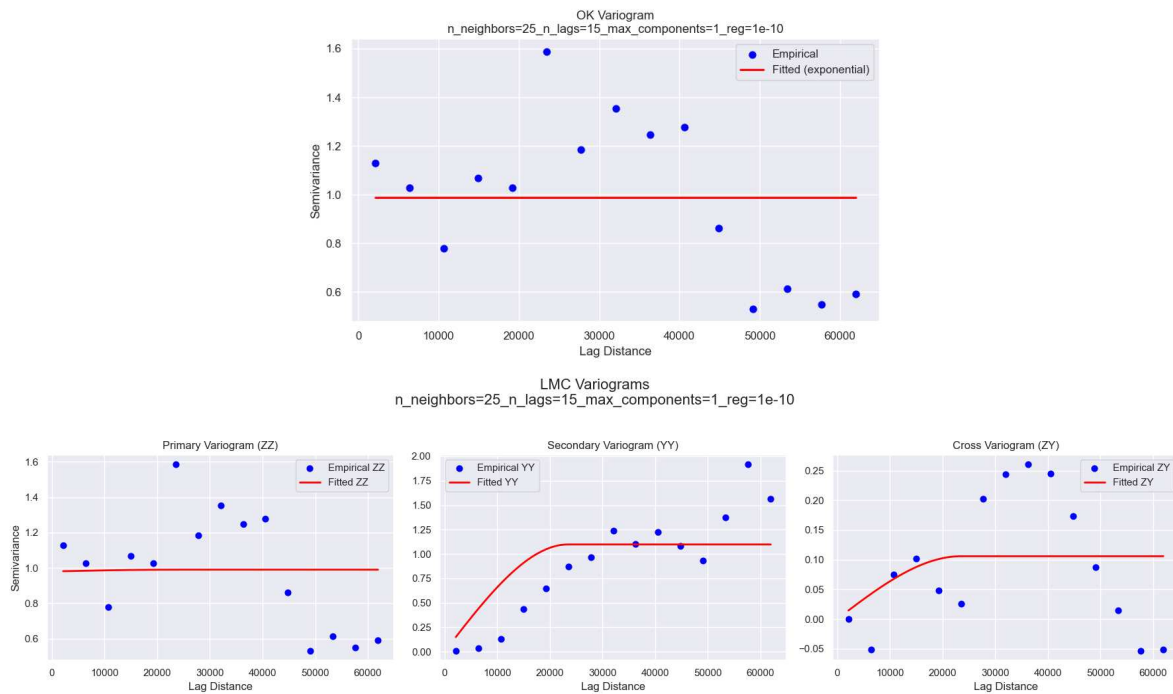 OK Variogram
n_neighbors=25_n_lags=15_max_components=1_reg=1e-10
Empirical
Fitted (exponential)
1.6
1.4
1.2
1.0
0.8
0.6
Semivariance
0
10000
20000
30000
40000
50000
60000
Lag Distance
LMC Variograms
n_neighbors=25_n_lags=15_max_components=1_reg=1e-10
Primary Variogram (ZZ)
Empirical ZZ
Fitted ZZ
1.6
1.4
1.2
1.0
0.8
0.6
Semivariance
0
10000
20000
30000
40000
50000
60000
Lag Distance
Secondary Variogram (YY)
Empirical YY
Fitted YY
2.00
1.75
1.50
1.25
1.00
0.75
0.50
0.25
0.00
0
10000
20000
30000
40000
50000
60000
Lag Distance
Cross Variogram (ZY)
Empirical ZY
Fitted ZY
0.25
0.20
0.15
0.10
0.05
0.00
−0.05
0
10000
20000
30000
40000
50000
60000
Lag Distance